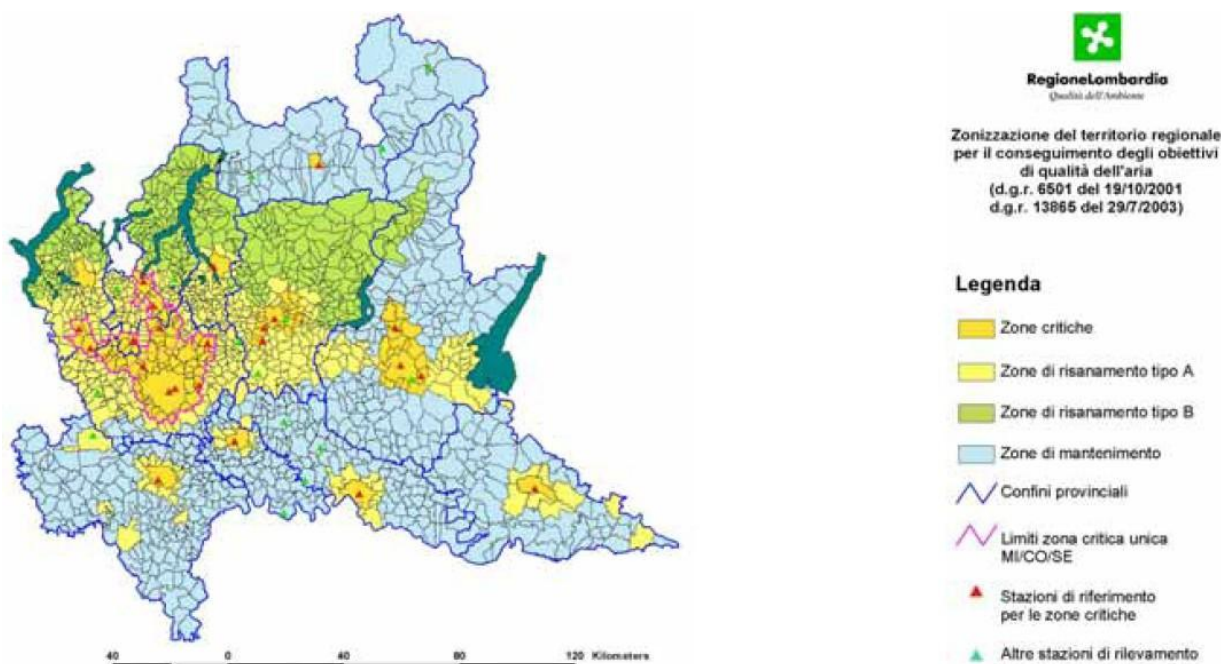 RegioneLombardia
Qualità dell'Ambiente
Zonizzazione del territorio regionale
per il conseguimento degli obiettivi
di qualità dell'aria
(d.g.r. 6501 del 19/10/2001
d.g.r. 13865 del 29/7/2003)
Legenda
Zone critiche
Zone di risanamento tipo A
Zone di risanamento tipo B
Zone di mantenimento
Confini provinciali
Limiti zona critica unica
MI/CO/SE
Stazioni di riferimento
per le zone critiche
Altre stazioni di rilevamento
40 0 40 80 120 Kilometers